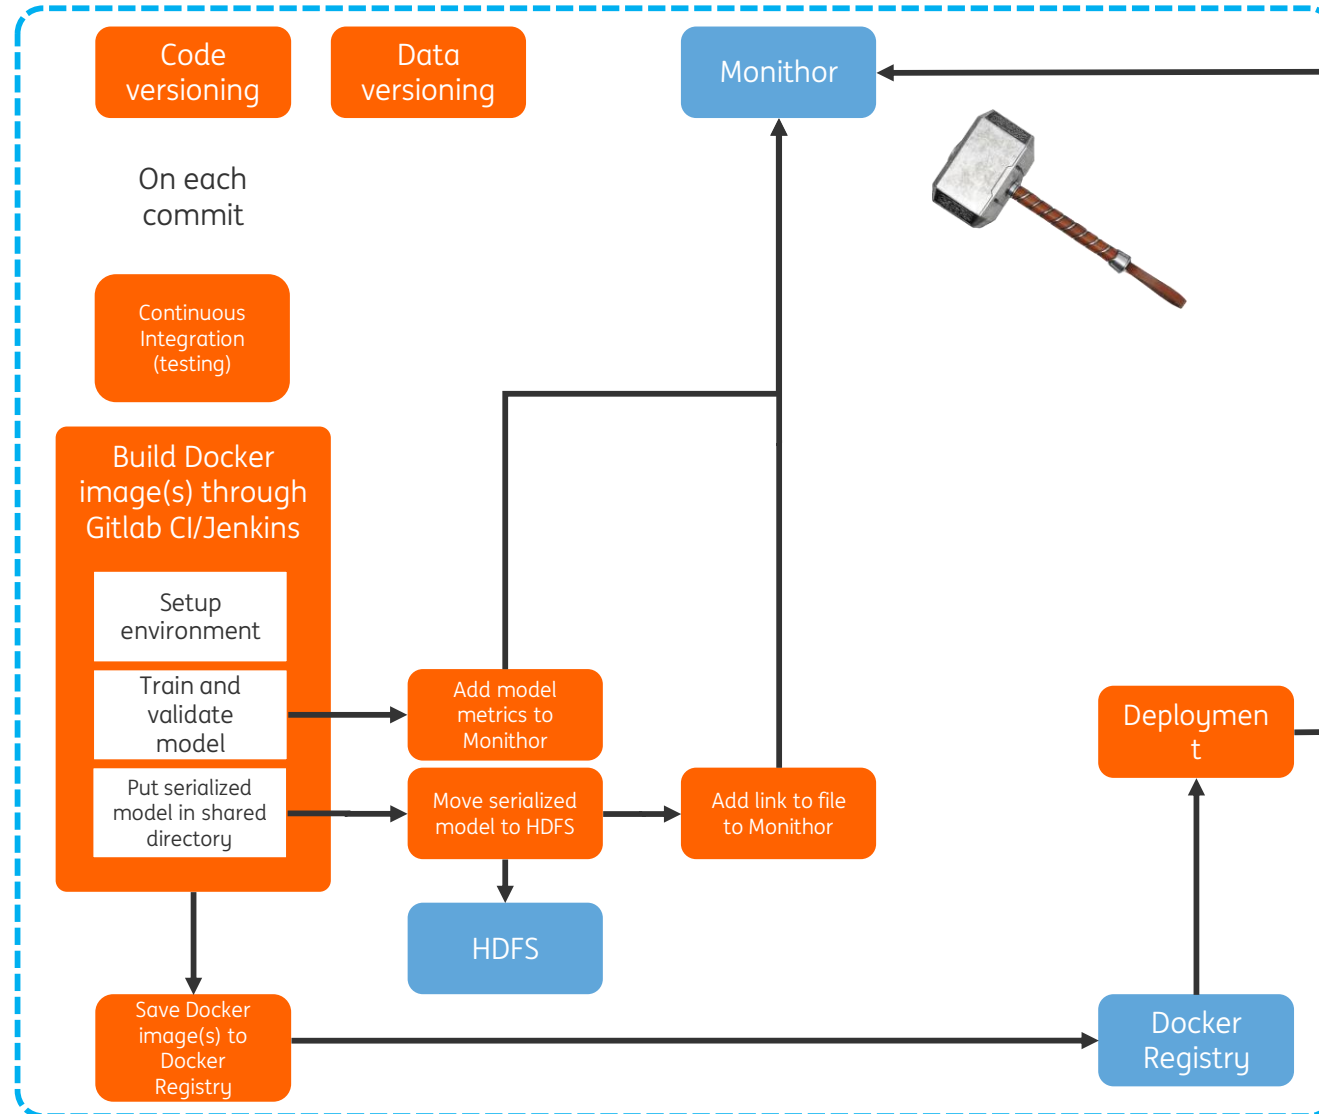 Code
versioning
Data
versioning
Monithor
On each
commit
Continuous
Integration
(testing)
Build Docker
image(s) through
Gitlab CI/Jenkins
Setup
environment
Train and
validate
model
Put serialized
model in shared
directory
Add model
metrics to
Monithor
Move serialized
model to HDFS
Add link to file
to Monithor
HDFS
Deploymen
t
Save Docker
image(s) to
Docker
Registry
Docker
Registry